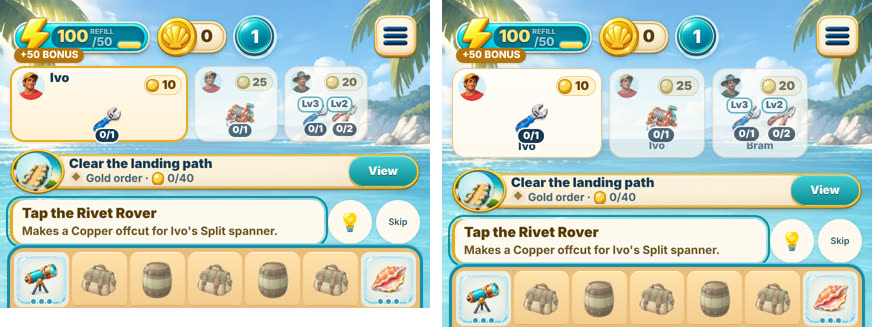 100 REFILL /50
+50 BONUS
0
1
Ivo
10
0/1
25
0/1
20
Lv3 Lv2
0/1 0/2
Clear the landing path
Gold order · 0/40
View
Tap the Rivet Rover
Makes a Copper offcut for Ivo's Split spanner.
Skip
100 REFILL /50
+50 BONUS
0
1
10
0/1
Ivo
25
0/1
Ivo
20
Lv3 Lv2
0/1 0/2
Bram
Clear the landing path
Gold order · 0/40
View
Tap the Rivet Rover
Makes a Copper offcut for Ivo's Split spanner.
Skip